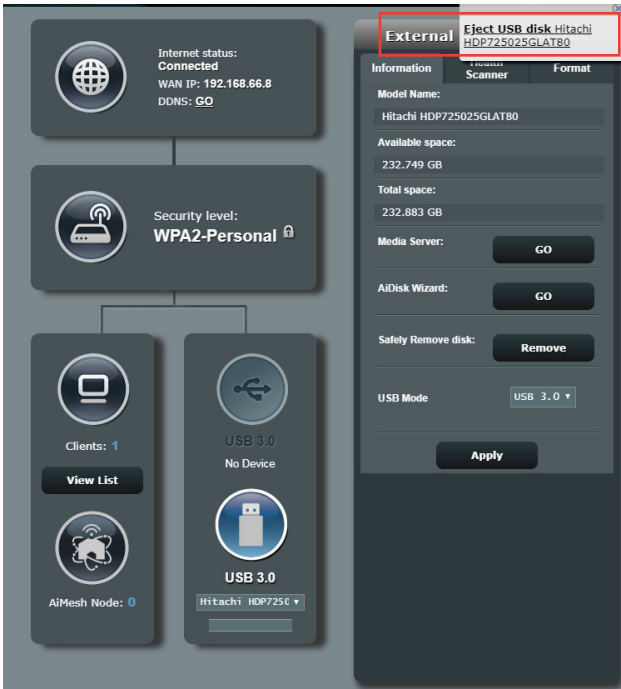 Internet status:
Connected
WAN IP: 192.168.66.8
DDNS: GO
Security level:
WPA2-Personal
Clients: 1
View List
AiMesh Node: 0
USB 3.0
No Device
USB 3.0
Hitachi HDP725C
External
Eject USB disk Hitachi
HDP725025GLAT80
Information
Health
Scanner
Format
Model Name:
Hitachi HDP725025GLAT80
Available space:
232.749 GB
Total space:
232.883 GB
Media Server:
GO
AiDisk Wizard:
GO
Safely Remove disk:
Remove
USB Mode
USB 3.0
Apply